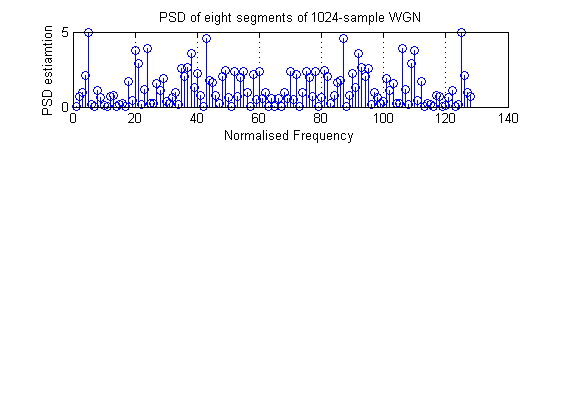 PSD of eight segments of 1024-sample WGN
PSD estiamtion
5
0
0 20 40 60 80 100 120 140
Normalised Frequency